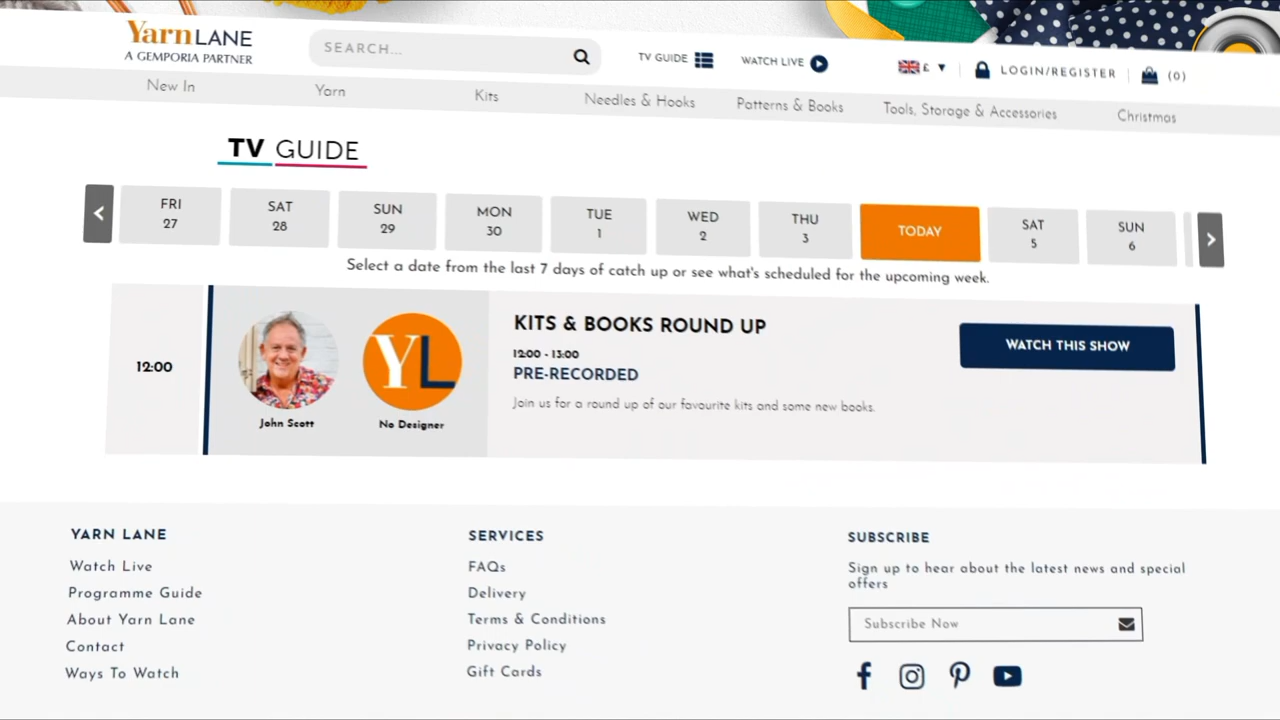 YarnLANE
A GEMPORIA PARTNER
SEARCH...
TV GUIDE
WATCH LIVE
£
LOGIN/REGISTER
(0)
New In
Yarn
Kits
Needles & Hooks
Patterns & Books
Tools, Storage & Accessories
Christmas
TV GUIDE
FRI
27
SAT
28
SUN
29
MON
30
TUE
1
WED
2
THU
3
TODAY
SAT
5
SUN
6
Select a date from the last 7 days of catch up or see what's scheduled for the upcoming week.
12:00
John Scott
YL
No Designer
KITS & BOOKS ROUND UP
12:00 - 13:00
PRE-RECORDED
Join us for a round up of our favourite kits and some new books.
WATCH THIS SHOW
YARN LANE
Watch Live
Programme Guide
About Yarn Lane
Contact
Ways To Watch
SERVICES
FAQs
Delivery
Terms & Conditions
Privacy Policy
Gift Cards
SUBSCRIBE
Sign up to hear about the latest news and special
offers
Subscribe Now